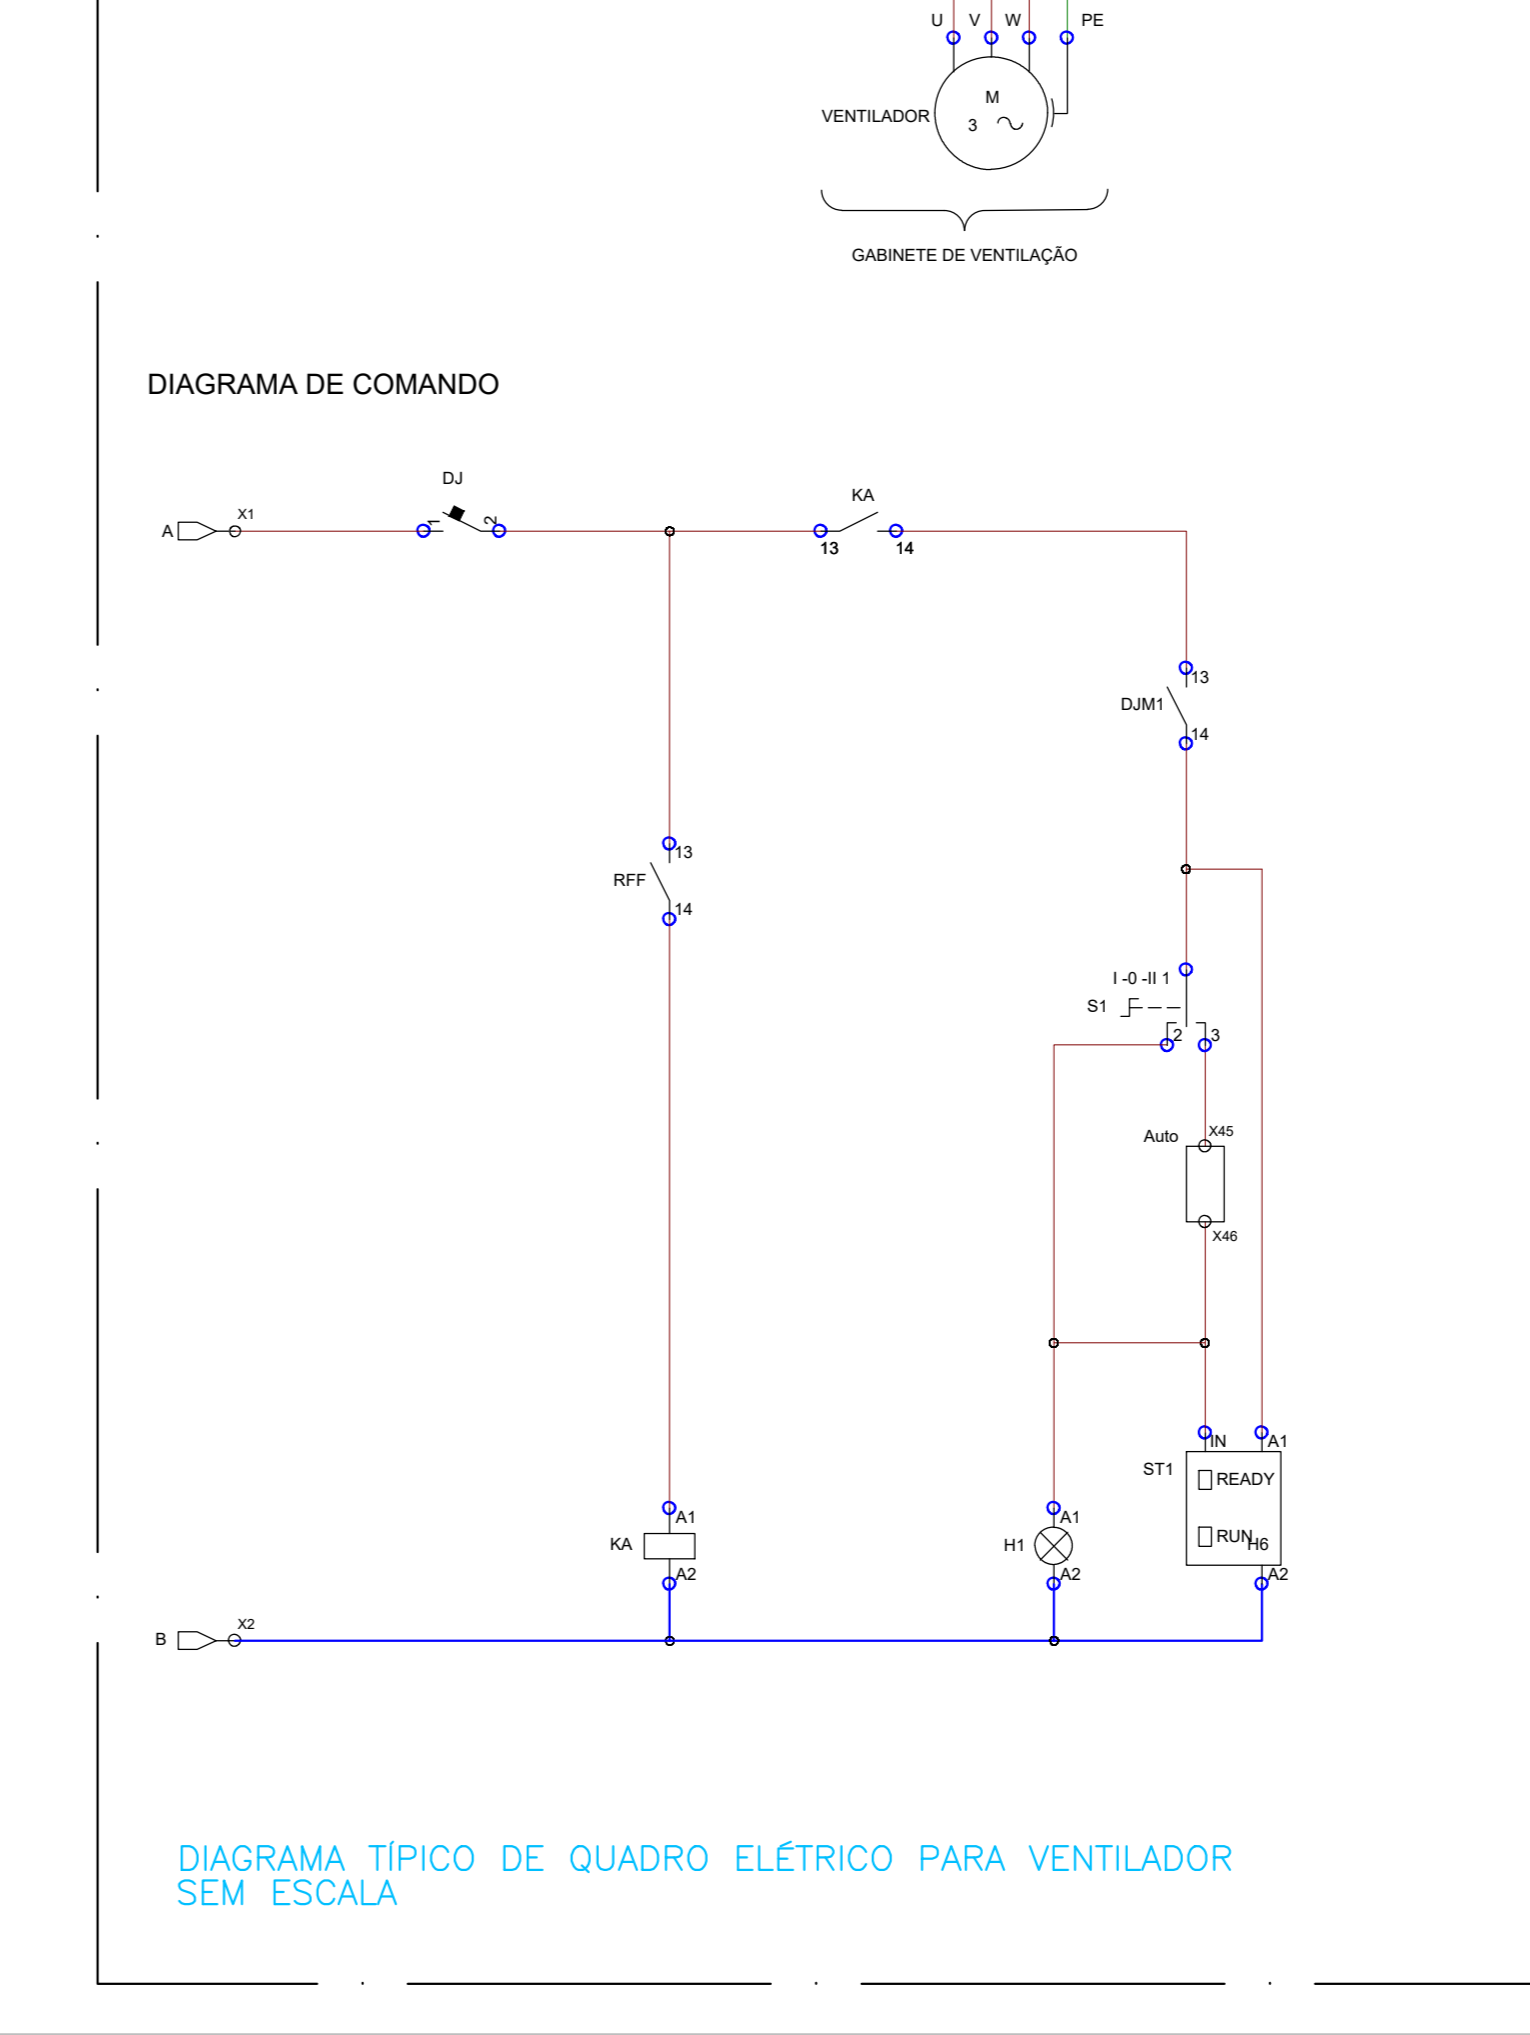 U V W PE
M
VENTILADOR
3
GABINETE DE VENTILAÇÃO
DIAGRAMA DE COMANDO
DJ
KA
X1
A
1 2
13 14
13
DJM1
14
13
RFF
14
I -0 -II 1
S1
2 3
Auto X45
X46
IN A1
ST1
READY
A1
A1
RUN
KA
H1
H6
A2
A2
A2
X2
B
DIAGRAMA TÍPICO DE QUADRO ELÉTRICO PARA VENTILADOR
SEM ESCALA